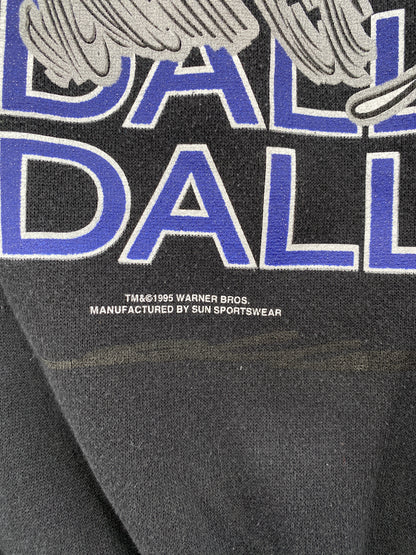 DALL
DALL
TM&©1995 WARNER BROS.
MANUFACTURED BY SUN SPORTSWEAR